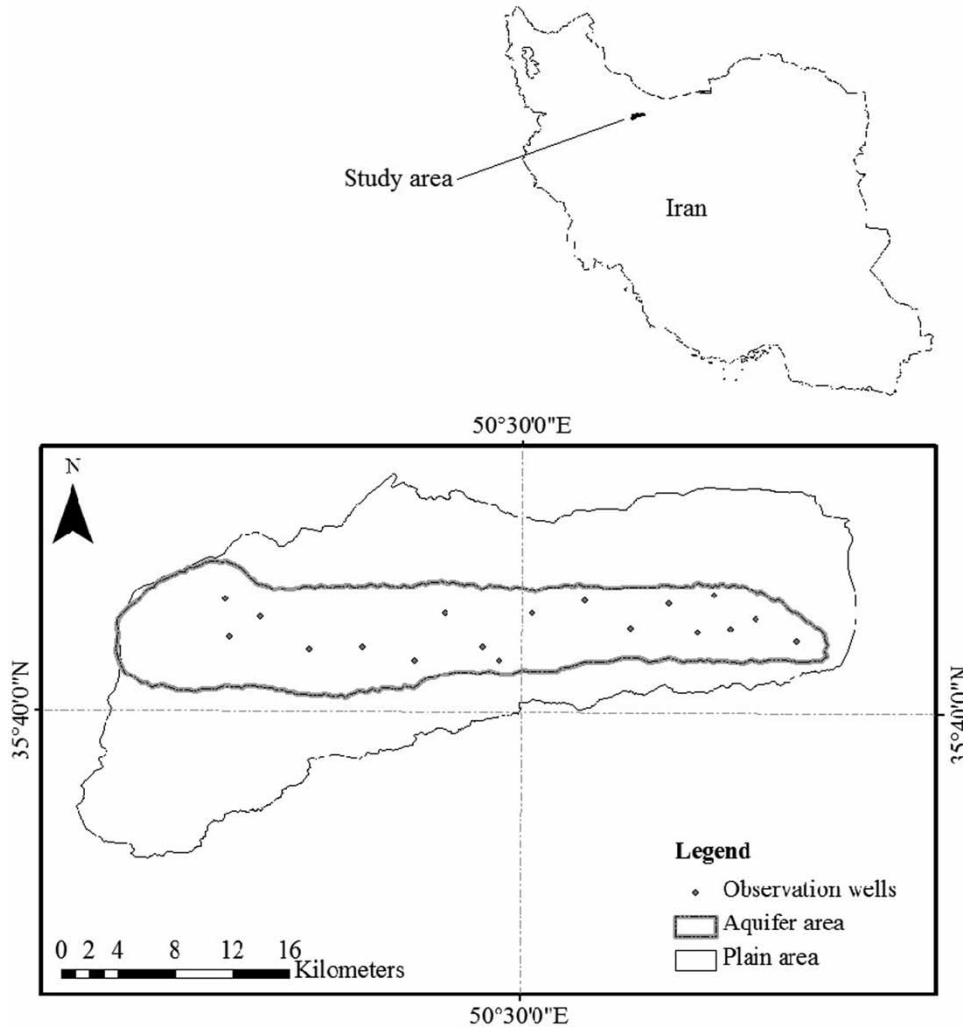 Study area
Iran
50°30'0"E
N
35°40'0"N
35°40'0"N
Legend
Observation wells
Aquifer area
Plain area
0 2 4 8 12 16
Kilometers
50°30'0"E